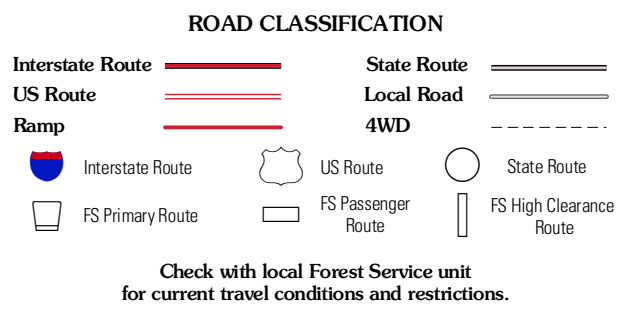 ROAD CLASSIFICATION
Interstate Route
State Route
US Route
Local Road
Ramp
4WD
Interstate Route
US Route
State Route
FS Primary Route
FS Passenger
Route
FS High Clearance
Route
Check with local Forest Service unit
for current travel conditions and restrictions.